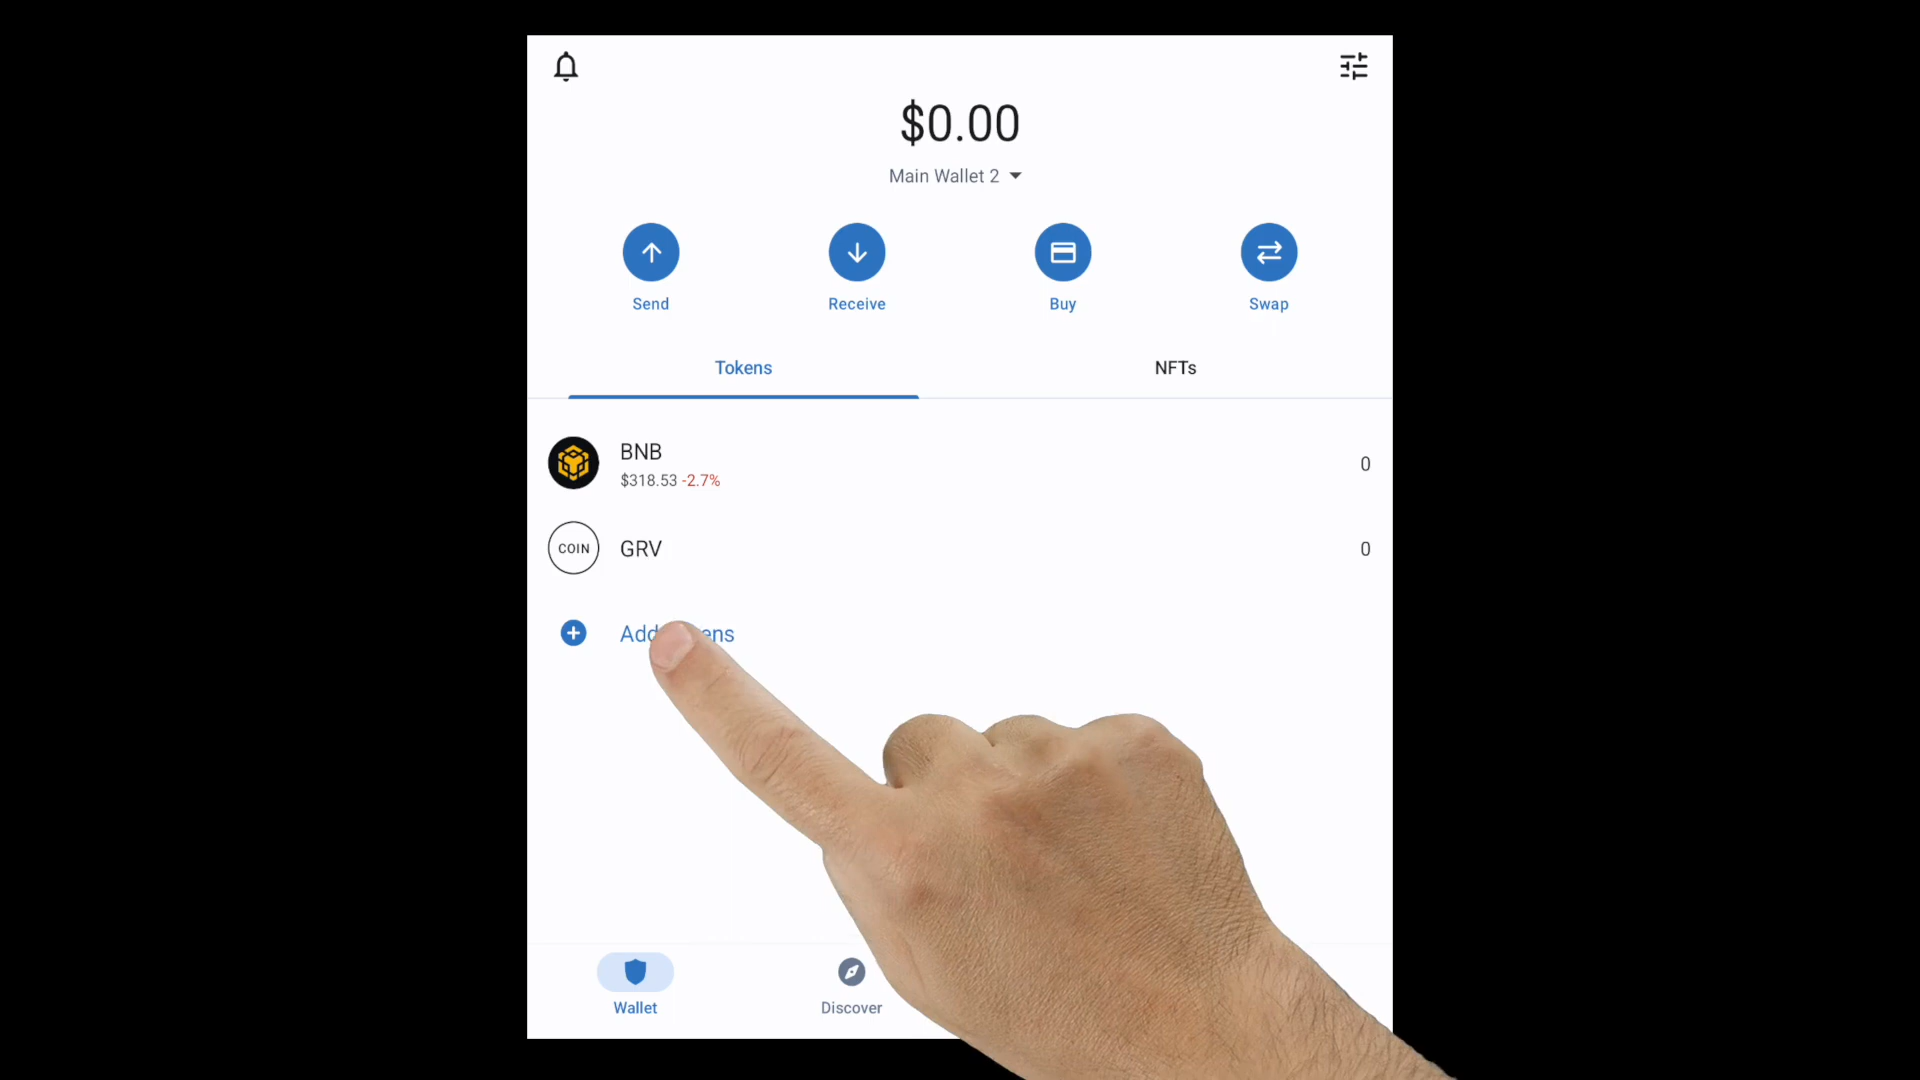 $0.00
Main Wallet 2
Send
Receive
Buy
Swap
Tokens
NFTs
BNB
$318.53 -2.7%
0
COIN
GRV
0
Add
Wallet
Discover